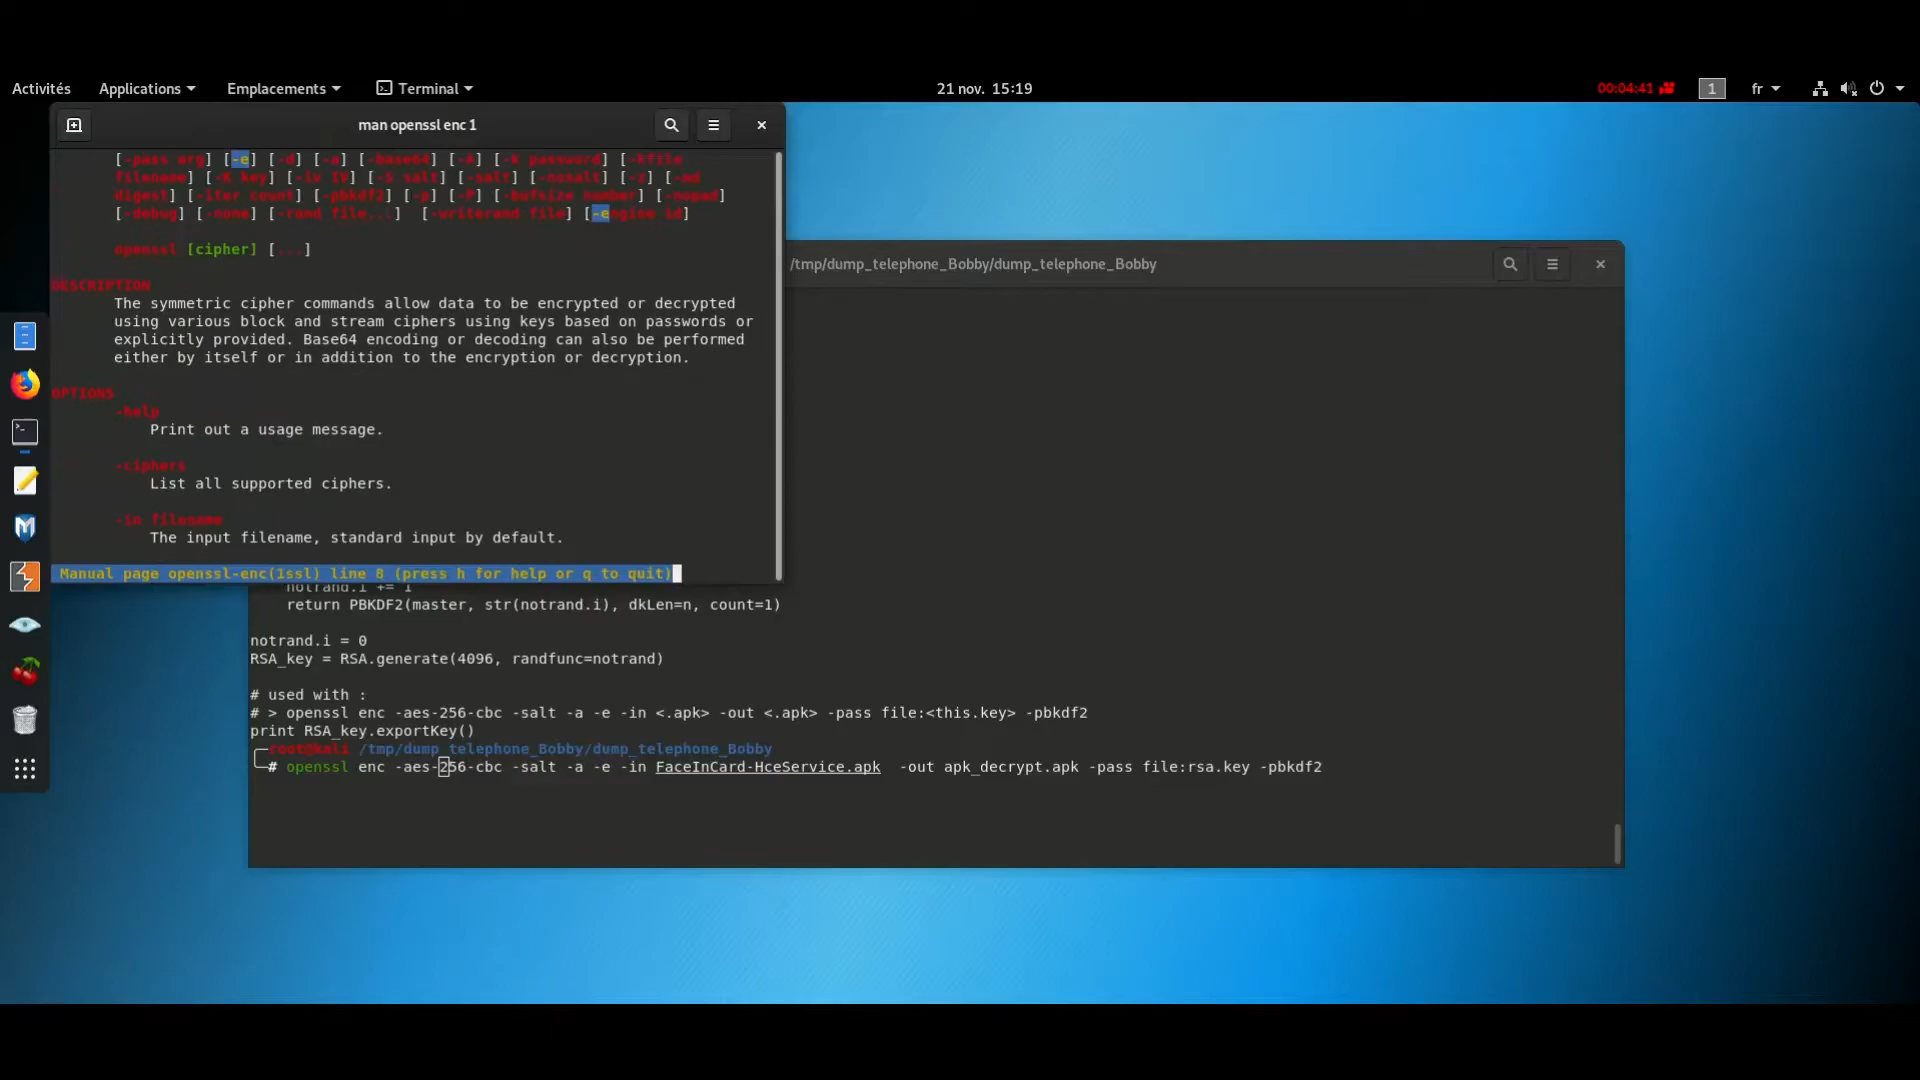 Activités Applications Emplacements Terminal 21 nov. 15:19 00:04:41 1 fr
man openssl enc 1
[-pass arg] [-e] [-d] [-a] [-base64] [-A] [-k password] [-kfile
filename] [-K key] [-iv IV] [-S salt] [-salt] [-nosalt] [-z] [-md
digest] [-iter count] [-pbkdf2] [-p] [-P] [-bufsize number] [-nopad]
[-debug] [-none] [-rand file...] [-writerand file] [-engine id]
openssl [cipher] [...]
DESCRIPTION
The symmetric cipher commands allow data to be encrypted or decrypted
using various block and stream ciphers using keys based on passwords or
explicitly provided. Base64 encoding or decoding can also be performed
either by itself or in addition to the encryption or decryption.
OPTIONS
-help
Print out a usage message.
-ciphers
List all supported ciphers.
-in filename
The input filename, standard input by default.
Manual page openssl-enc(1ssl) line 8 (press h for help or q to quit)
/tmp/dump_telephone_Bobby/dump_telephone_Bobby
notrand.i += 1
return PBKDF2(master, str(notrand.i), dkLen=n, count=1)
notrand.i = 0
RSA_key = RSA.generate(4096, randfunc=notrand)
# used with :
# > openssl enc -aes-256-cbc -salt -a -e -in <.apk> -out <.apk> -pass file:<this.key> -pbkdf2
print RSA_key.exportKey()
root@kali /tmp/dump_telephone_Bobby/dump_telephone_Bobby
# openssl enc -aes-256-cbc -salt -a -e -in FaceInCard-HceService.apk -out apk_decrypt.apk -pass file:rsa.key -pbkdf2